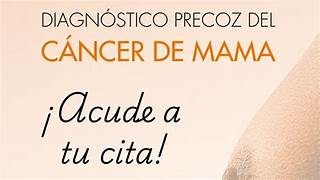 DIAGNÓSTICO PRECOZ DEL
CÁNCER DE MAMA
¡Acude a
tu cita!